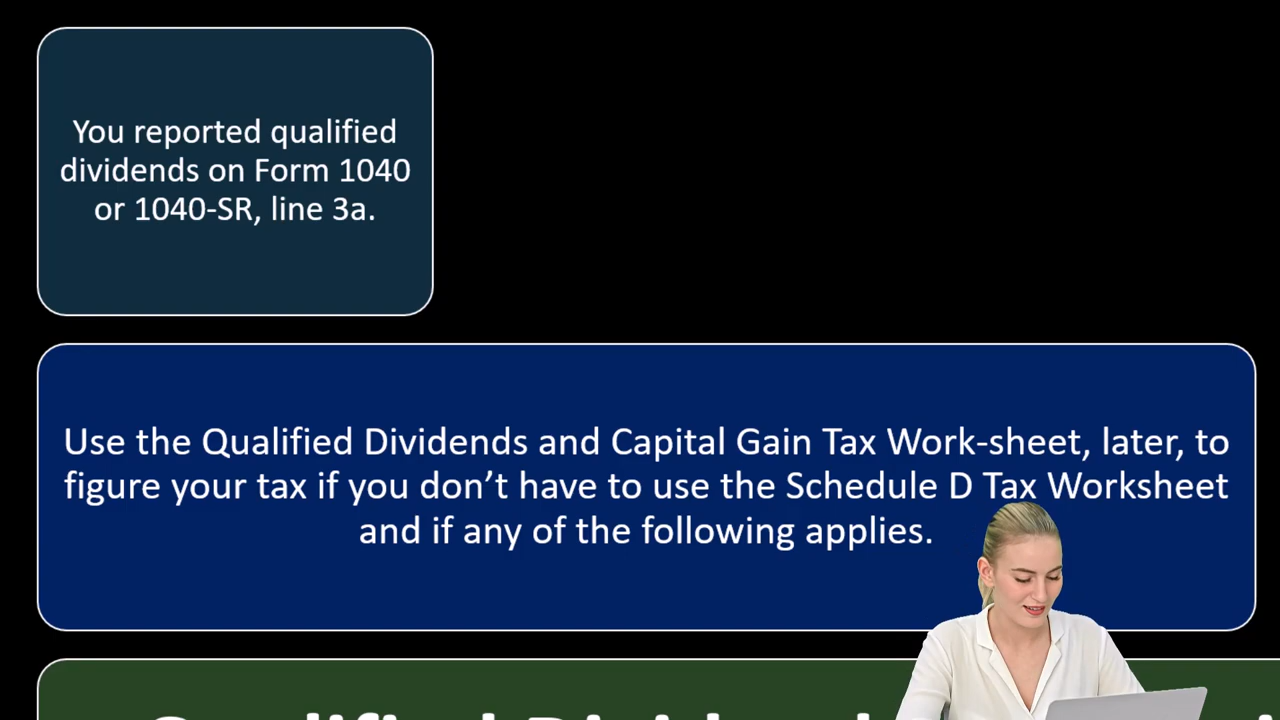 You reported qualified
dividends on Form 1040
or 1040-SR, line 3a.
Use the Qualified Dividends and Capital Gain Tax Work-sheet, later, to
figure your tax if you don’t have to use the Schedule D Tax Worksheet
and if any of the following applies.
Qualified